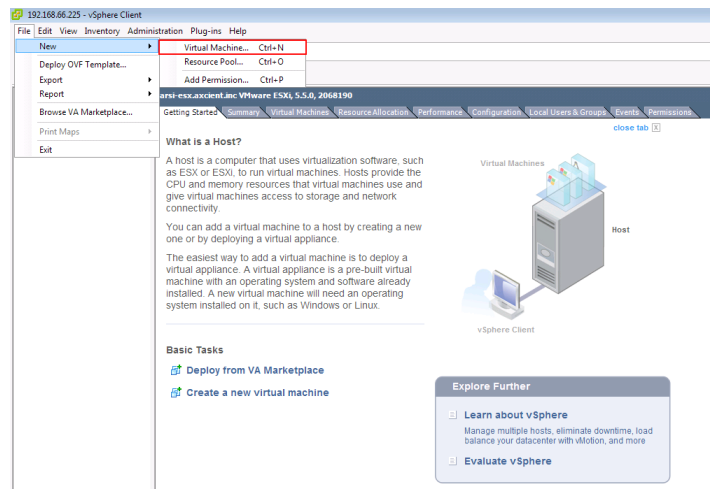 192.168.66.225 - vSphere Client
File Edit View Inventory Administration Plug-ins Help
New
Virtual Machine... Ctrl+N
Resource Pool... Ctrl+O
Add Permission... Ctrl+P
Deploy OVF Template...
Export
Report
Browse VA Marketplace...
Print Maps
Exit
arsi-esx.axcient.inc VMware ESXi, 5.5.0, 2068190
Getting Started Summary Virtual Machines Resource Allocation Performance Configuration Local Users & Groups Events Permissions
close tab
What is a Host?
A host is a computer that uses virtualization software, such
as ESX or ESXi, to run virtual machines. Hosts provide the
CPU and memory resources that virtual machines use and
give virtual machines access to storage and network
connectivity.
You can add a virtual machine to a host by creating a new
one or by deploying a virtual appliance.
The easiest way to add a virtual machine is to deploy a
virtual appliance. A virtual appliance is a pre-built virtual
machine with an operating system and software already
installed. A new virtual machine will need an operating
system installed on it, such as Windows or Linux.
Virtual Machines
Host
vSphere Client
Basic Tasks
Deploy from VA Marketplace
Create a new virtual machine
Explore Further
Learn about vSphere
Manage multiple hosts, eliminate downtime, load
balance your datacenter with vMotion, and more
Evaluate vSphere